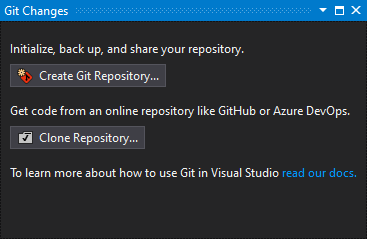 Git Changes
Initialize, back up, and share your repository.
Create Git Repository...
Get code from an online repository like GitHub or Azure DevOps.
Clone Repository...
To learn more about how to use Git in Visual Studio read our docs.